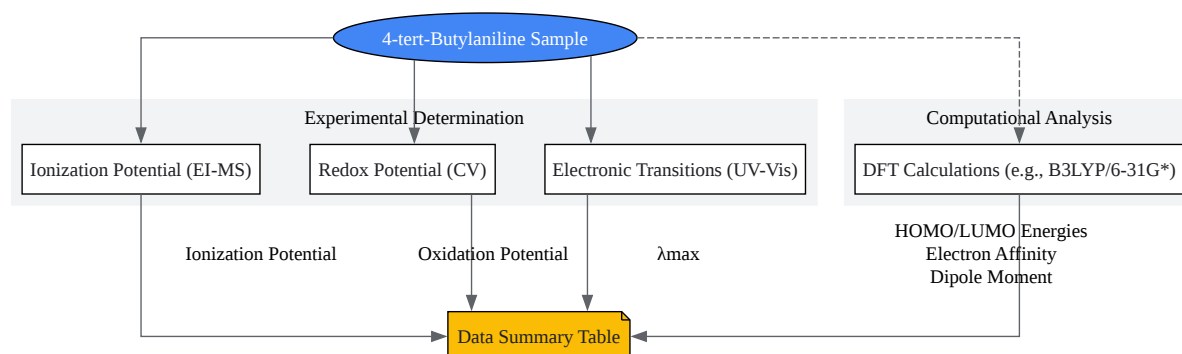 4-tert-Butylaniline Sample
Experimental Determination
Computational Analysis
Ionization Potential (EI-MS)
Redox Potential (CV)
Electronic Transitions (UV-Vis)
DFT Calculations (e.g., B3LYP/6-31G*)
Ionization Potential
Oxidation Potential
λmax
HOMO/LUMO Energies
Electron Affinity
Dipole Moment
Data Summary Table